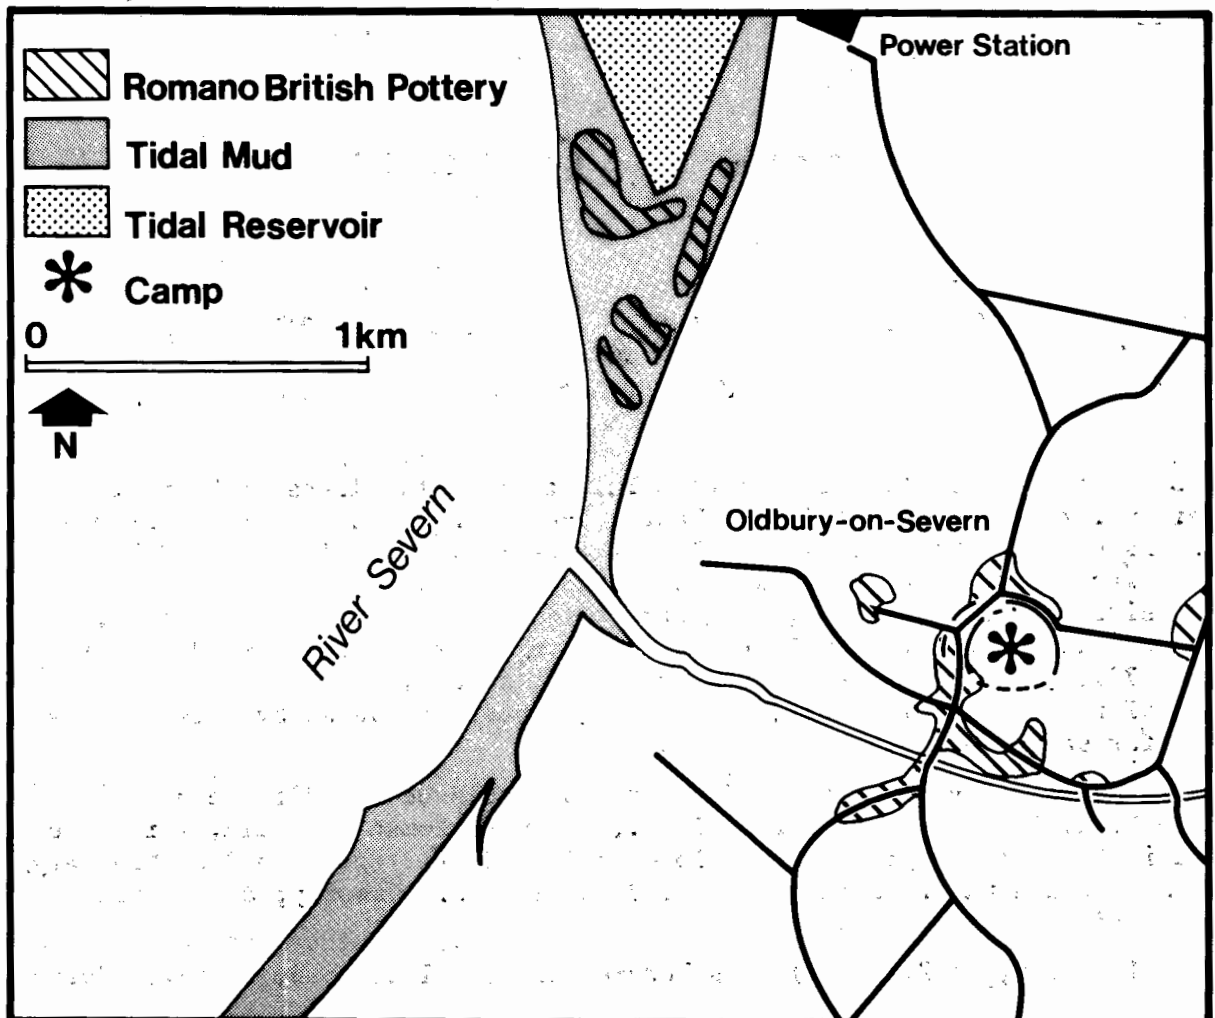 Power Station
Romano British Pottery
Tidal Mud
Tidal Reservoir
Camp
0 1km
N
River Severn
Oldbury-on-Severn